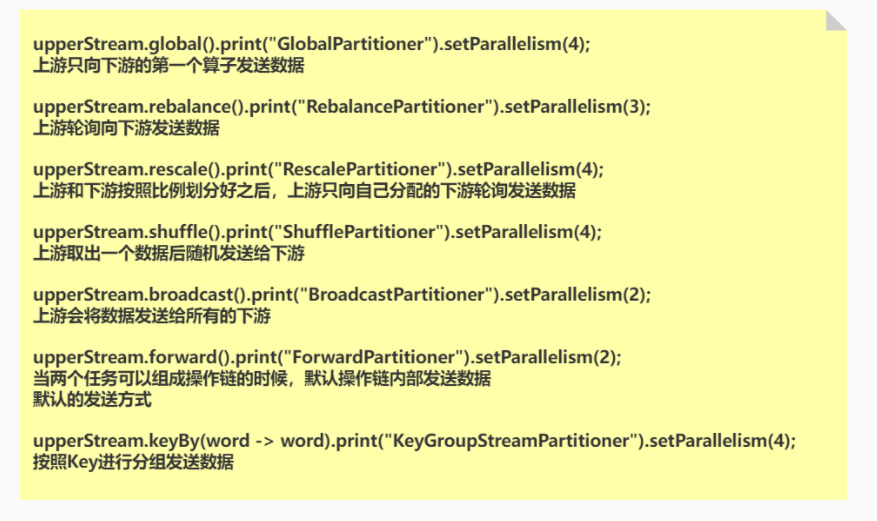 upperStream.global().print("GlobalPartitioner").setParallelism(4);
上游只向下游的第一个算子发送数据
upperStream.rebalance().print("RebalancePartitioner").setParallelism(3);
上游轮询向下游发送数据
upperStream.rescale().print("RescalePartitioner").setParallelism(4);
上游和下游按照比例划分好之后，上游只向自己分配的下游轮询发送数据
upperStream.shuffle().print("ShufflePartitioner").setParallelism(4);
上游取出一个数据后随机发送给下游
upperStream.broadcast().print("BroadcastPartitioner").setParallelism(2);
上游会将数据发送给所有的下游
upperStream.forward().print("ForwardPartitioner").setParallelism(2);
当两个任务可以组成操作链的时候，默认操作链内部发送数据
默认的发送方式
upperStream.keyBy(word -> word).print("KeyGroupStreamPartitioner").setParallelism(4);
按照Key进行分组发送数据